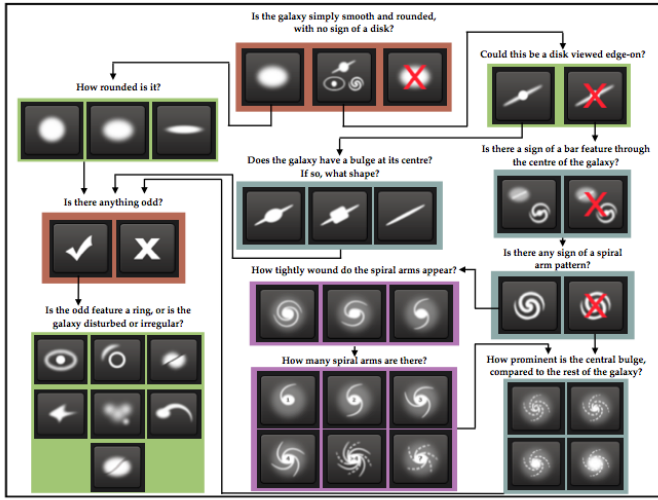 Is the galaxy simply smooth and rounded,
with no sign of a disk?
Could this be a disk viewed edge-on?
How rounded is it?
Does the galaxy have a bulge at its centre?
If so, what shape?
Is there a sign of a bar feature through
the centre of the galaxy?
Is there anything odd?
Is there any sign of a spiral
arm pattern?
How tightly wound do the spiral arms appear?
Is the odd feature a ring, or is the
galaxy disturbed or irregular?
How many spiral arms are there?
How prominent is the central bulge,
compared to the rest of the galaxy?